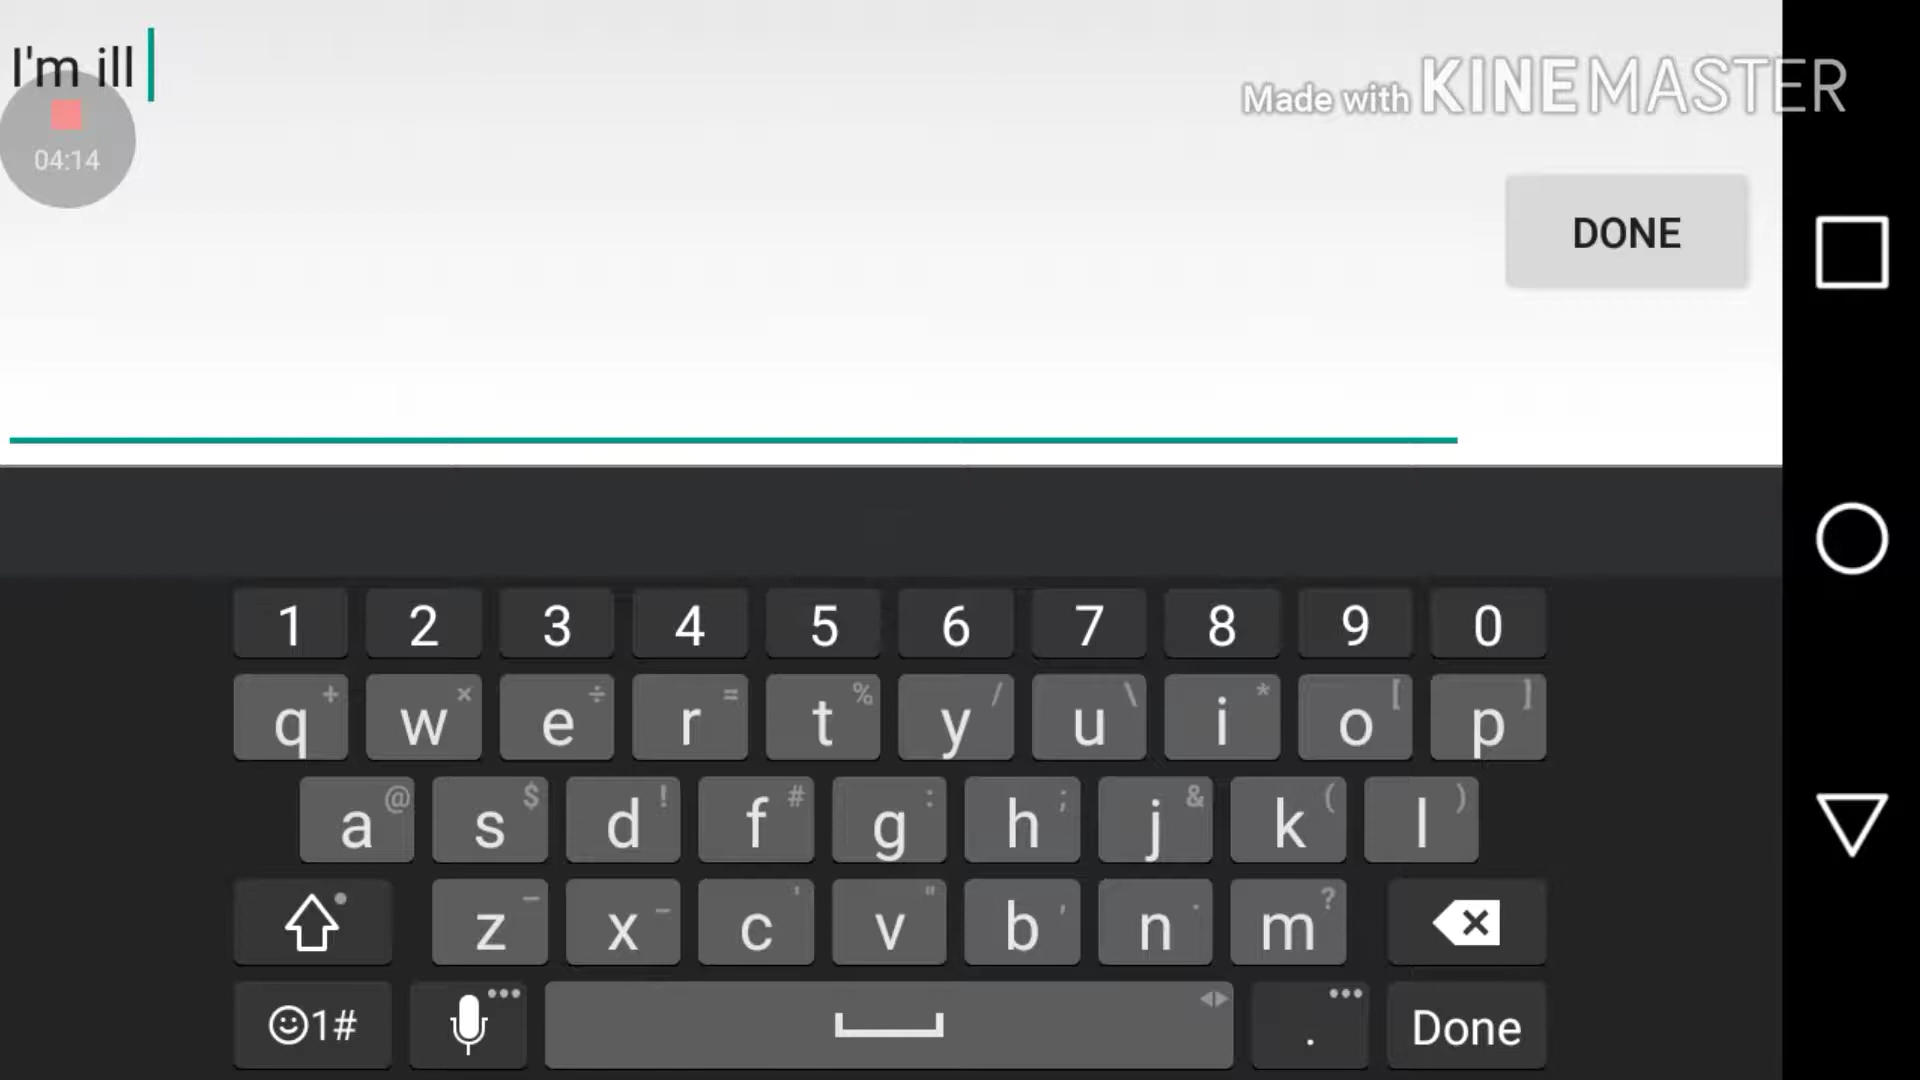 I'm ill
04:14
Made with KINEMASTER
DONE
1 2 3 4 5 6 7 8 9 0
q + w × e ÷ r = t % y / u \ i * o [ p ]
a @ s $ d ! f # g : h ; j & k ( l )
z – x _ c ' v " b , n . m ?
1# . Done